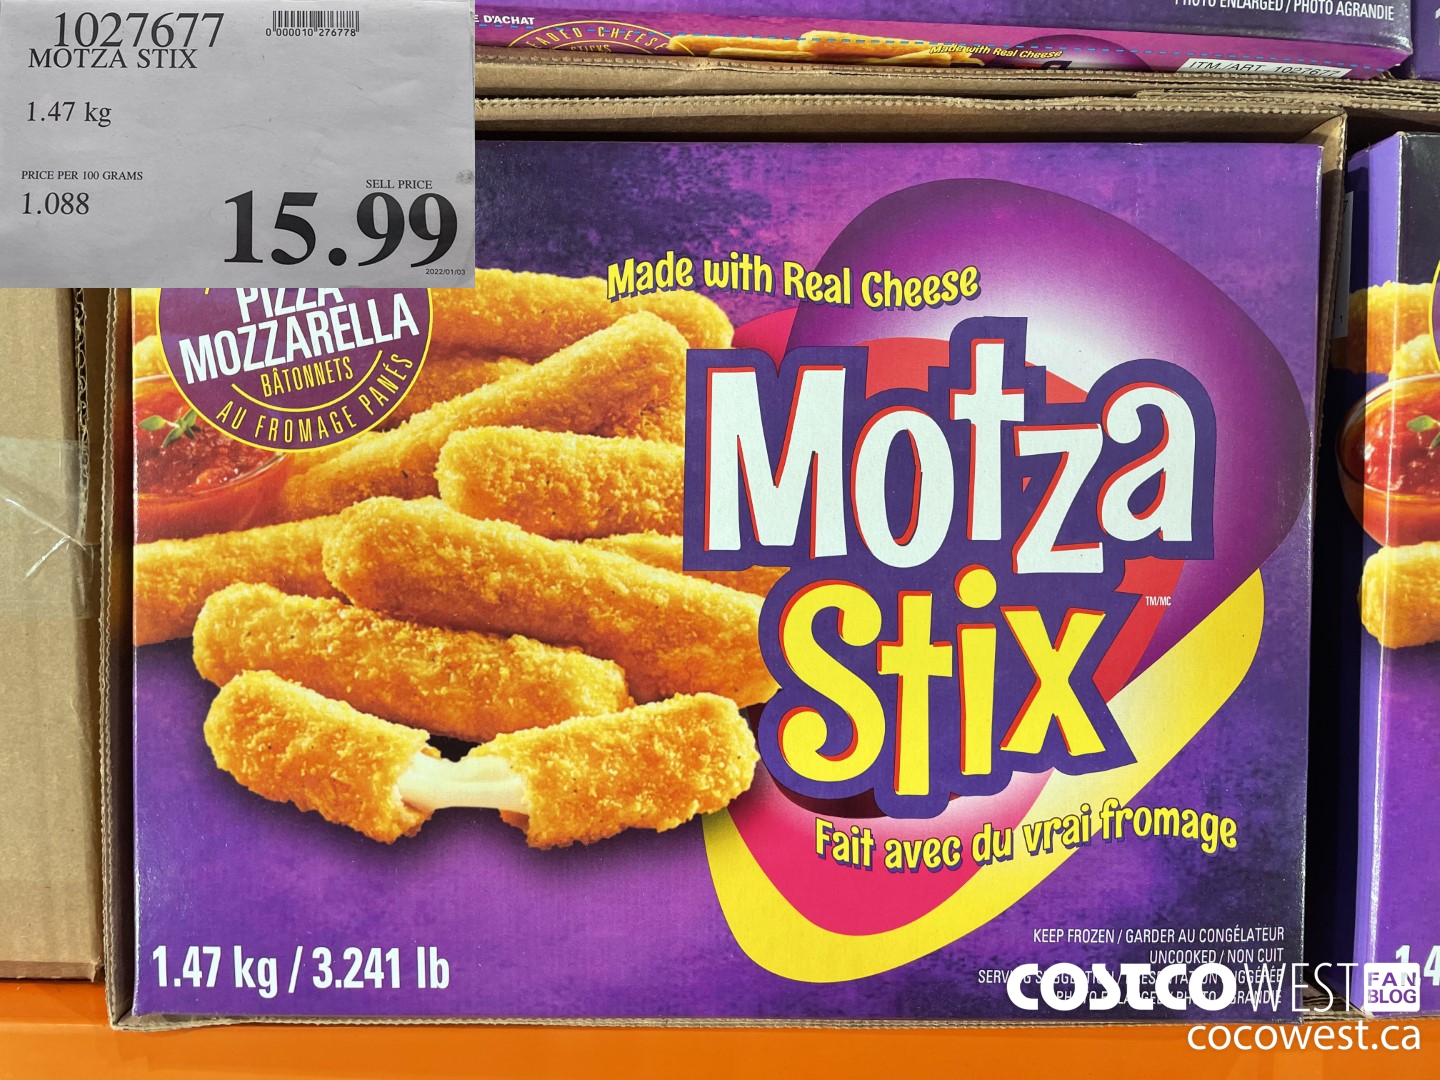 1027677
MOTZA STIX
0 000010 276778
1.47 kg
PRICE PER 100 GRAMS
1.088
SELL PRICE
15.99
2022/01/03
E D'ACHAT
CHEESE
STICKS
Made with Real Cheese
PHOTO ENLARGED / PHOTO AGRANDIE
ITM./ART. 1027677
PIZZA
MOZZARELLA
BÂTONNETS
AU FROMAGE PANÉS
Made with Real Cheese
Motza
Stix
TM/MC
Fait avec du vrai fromage
1.47 kg / 3.241 lb
KEEP FROZEN / GARDER AU CONGÉLATEUR
UNCOOKED / NON CUIT
COSTCO WEST FAN BLOG
cocowest.ca